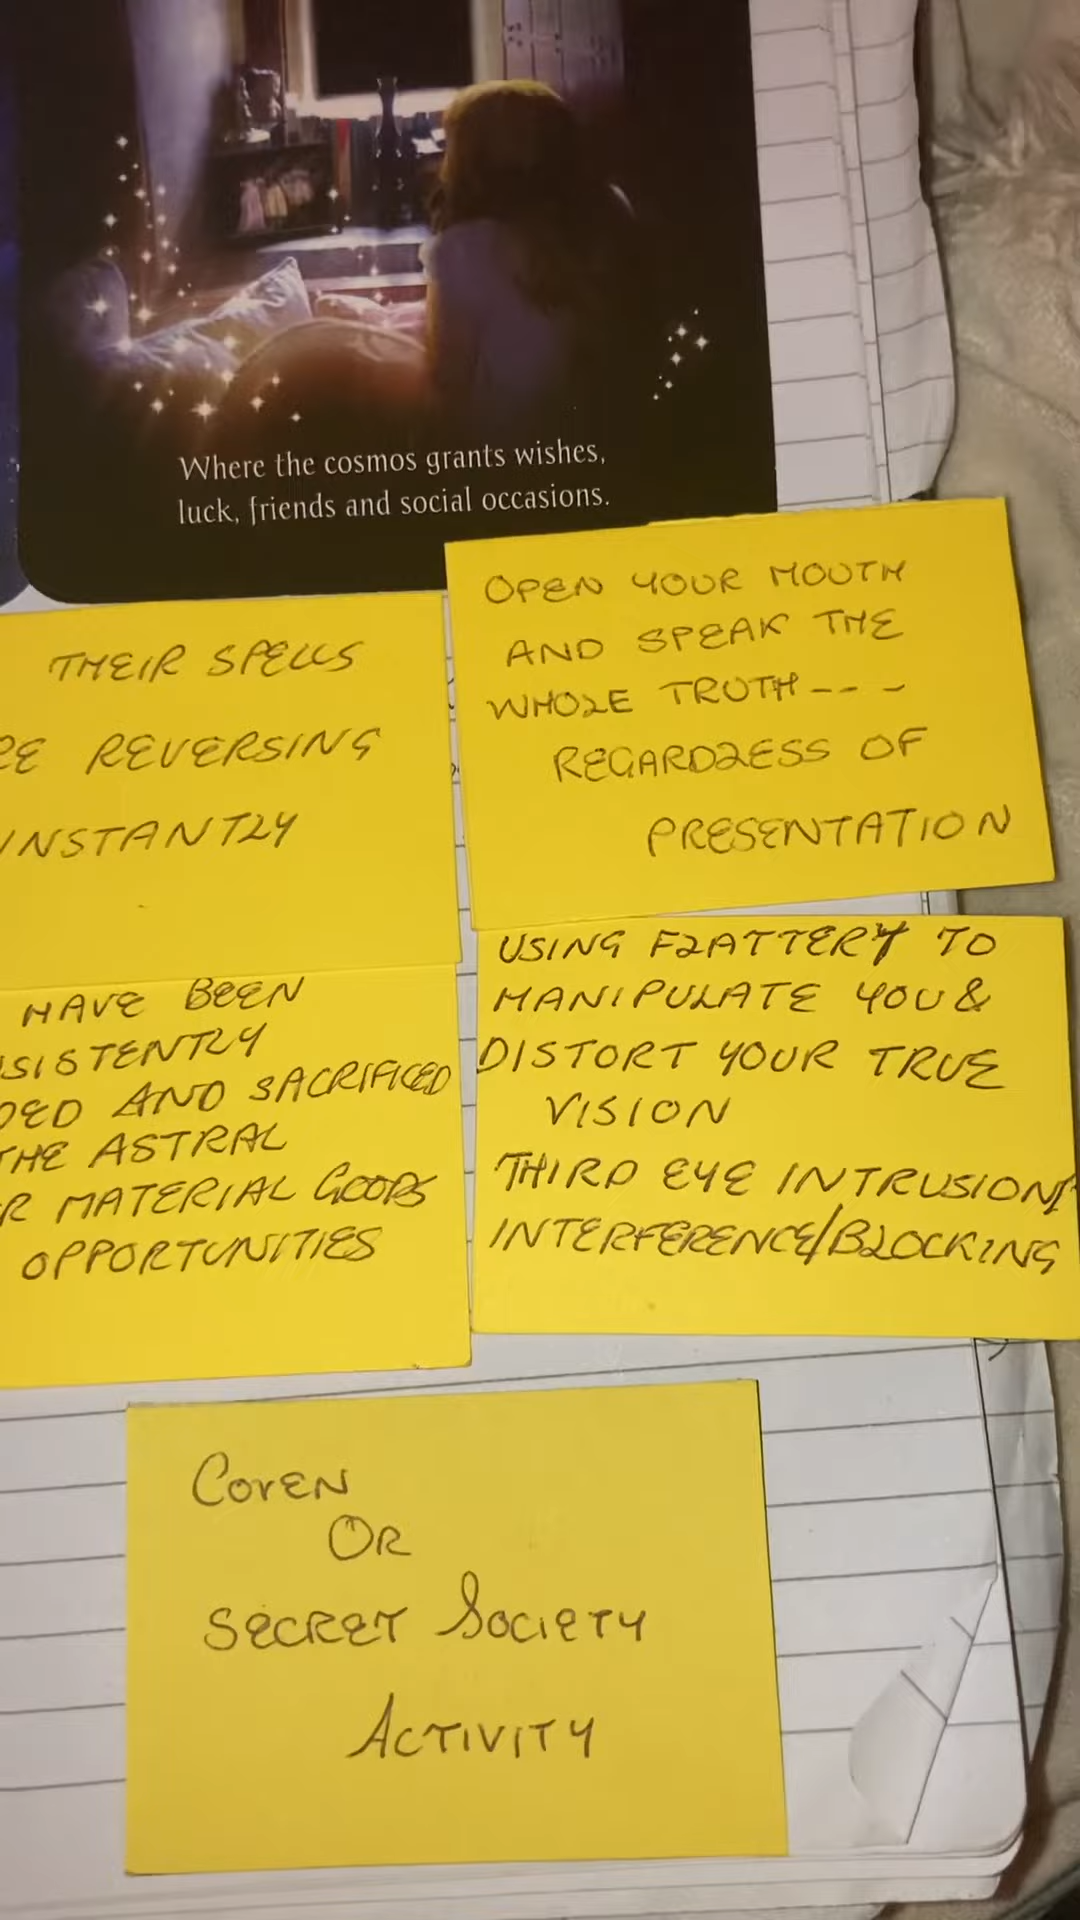 Where the cosmos grants wishes,
luck, friends and social occasions.
THEIR SPELLS
REVERSING
INSTANTLY
OPEN YOUR MOUTH
AND SPEAK THE
WHOLE TRUTH---
REGARDLESS OF
PRESENTATION
HAVE BEEN
SISTENTLY
DED AND SACRIFICED
THE ASTRAL
R MATERIAL GOODS
OPPORTUNITIES
USING FLATTERY TO
MANIPULATE YOU &
DISTORT YOUR TRUE
VISION
THIRD EYE INTRUSION/
INTERFERENCE/BLOCKING
COVEN
OR
SECRET SOCIETY
ACTIVITY